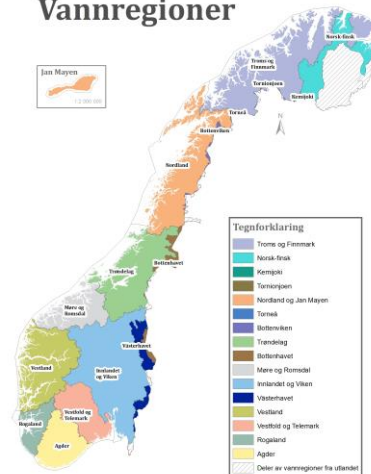 Vannregioner
Norsk-finsk
Troms og
Finnmark
Jan Mayen
Tornionjoen
Kemijoki
Torneå
Bottenviken
Nordland
Tegnforklaring
Troms og Finnmark
Norsk-finsk
Kemijoki
Tornionjoen
Nordland og Jan Mayen
Torneå
Bottenviken
Trøndelag
Bottenhavet
Møre og Romsdal
Innlandet og Viken
Västerhavet
Vestland
Vestfold og Telemark
Rogaland
Agder
Deler av vannregioner fra utlandet
Trøndelag
Bottenhavet
Møre og
Romsdal
Västerhavet
Vestland
Innlandet
og Viken
Vestfold og
Telemark
Rogaland
Agder